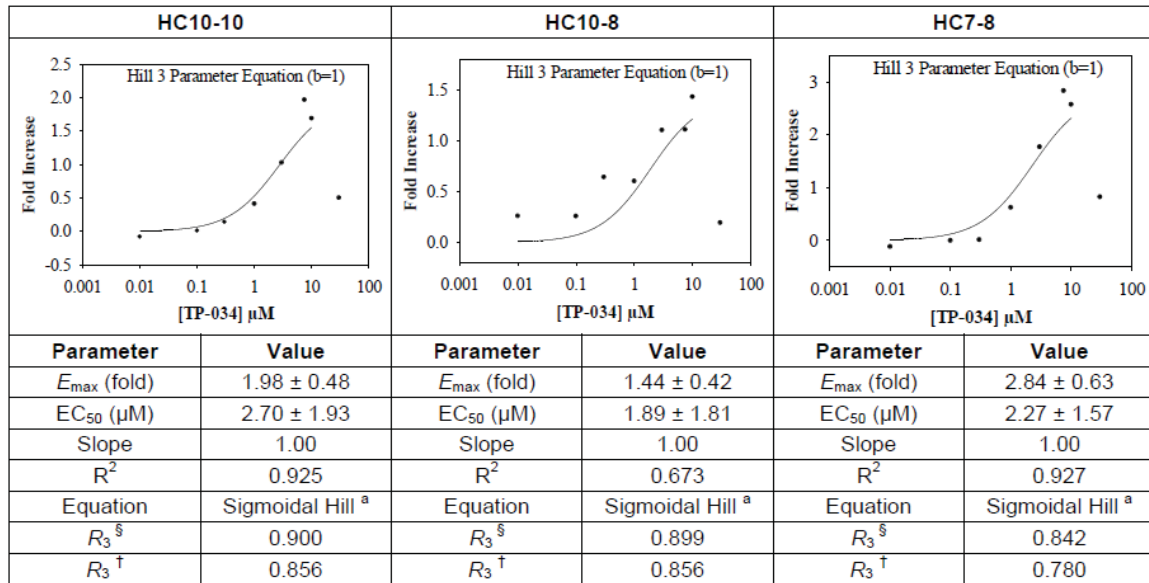 HC10-10 HC10-8 HC7-8
Hill 3 Parameter Equation (b=1)
Fold Increase
2.5
2.0
1.5
1.0
0.5
0.0
-0.5
0.001 0.01 0.1 1 10 100
[TP-034] µM
Hill 3 Parameter Equation (b=1)
Fold Increase
1.5
1.0
0.5
0.0
0.001 0.01 0.1 1 10 100
[TP-034] µM
Hill 3 Parameter Equation (b=1)
Fold Increase
3
2
1
0
0.001 0.01 0.1 1 10 100
[TP-034] µM
Parameter Value Parameter Value Parameter Value
Emax (fold) 1.98 ± 0.48 Emax (fold) 1.44 ± 0.42 Emax (fold) 2.84 ± 0.63
EC50 (µM) 2.70 ± 1.93 EC50 (µM) 1.89 ± 1.81 EC50 (µM) 2.27 ± 1.57
Slope 1.00 Slope 1.00 Slope 1.00
R² 0.925 R² 0.673 R² 0.927
Equation Sigmoidal Hill a Equation Sigmoidal Hill a Equation Sigmoidal Hill a
R3 § 0.900 R3 § 0.899 R3 § 0.842
R3 † 0.856 R3 † 0.856 R3 † 0.780